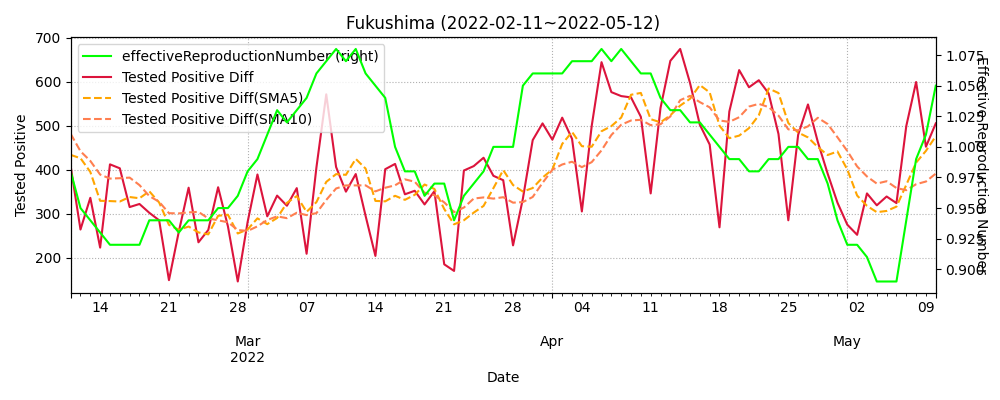 Fukushima (2022-02-11~2022-05-12)
effectiveReproductionNumber (right)
Tested Positive Diff
Tested Positive Diff(SMA5)
Tested Positive Diff(SMA10)
Tested Positive
700
600
500
400
300
200
1.075
1.050
1.025
1.000
0.975
0.950
0.925
0.900
Effective Reproduction Number
14 21 28 07 14 21 28 04 11 18 25 02 09
Mar Apr May
2022
Date